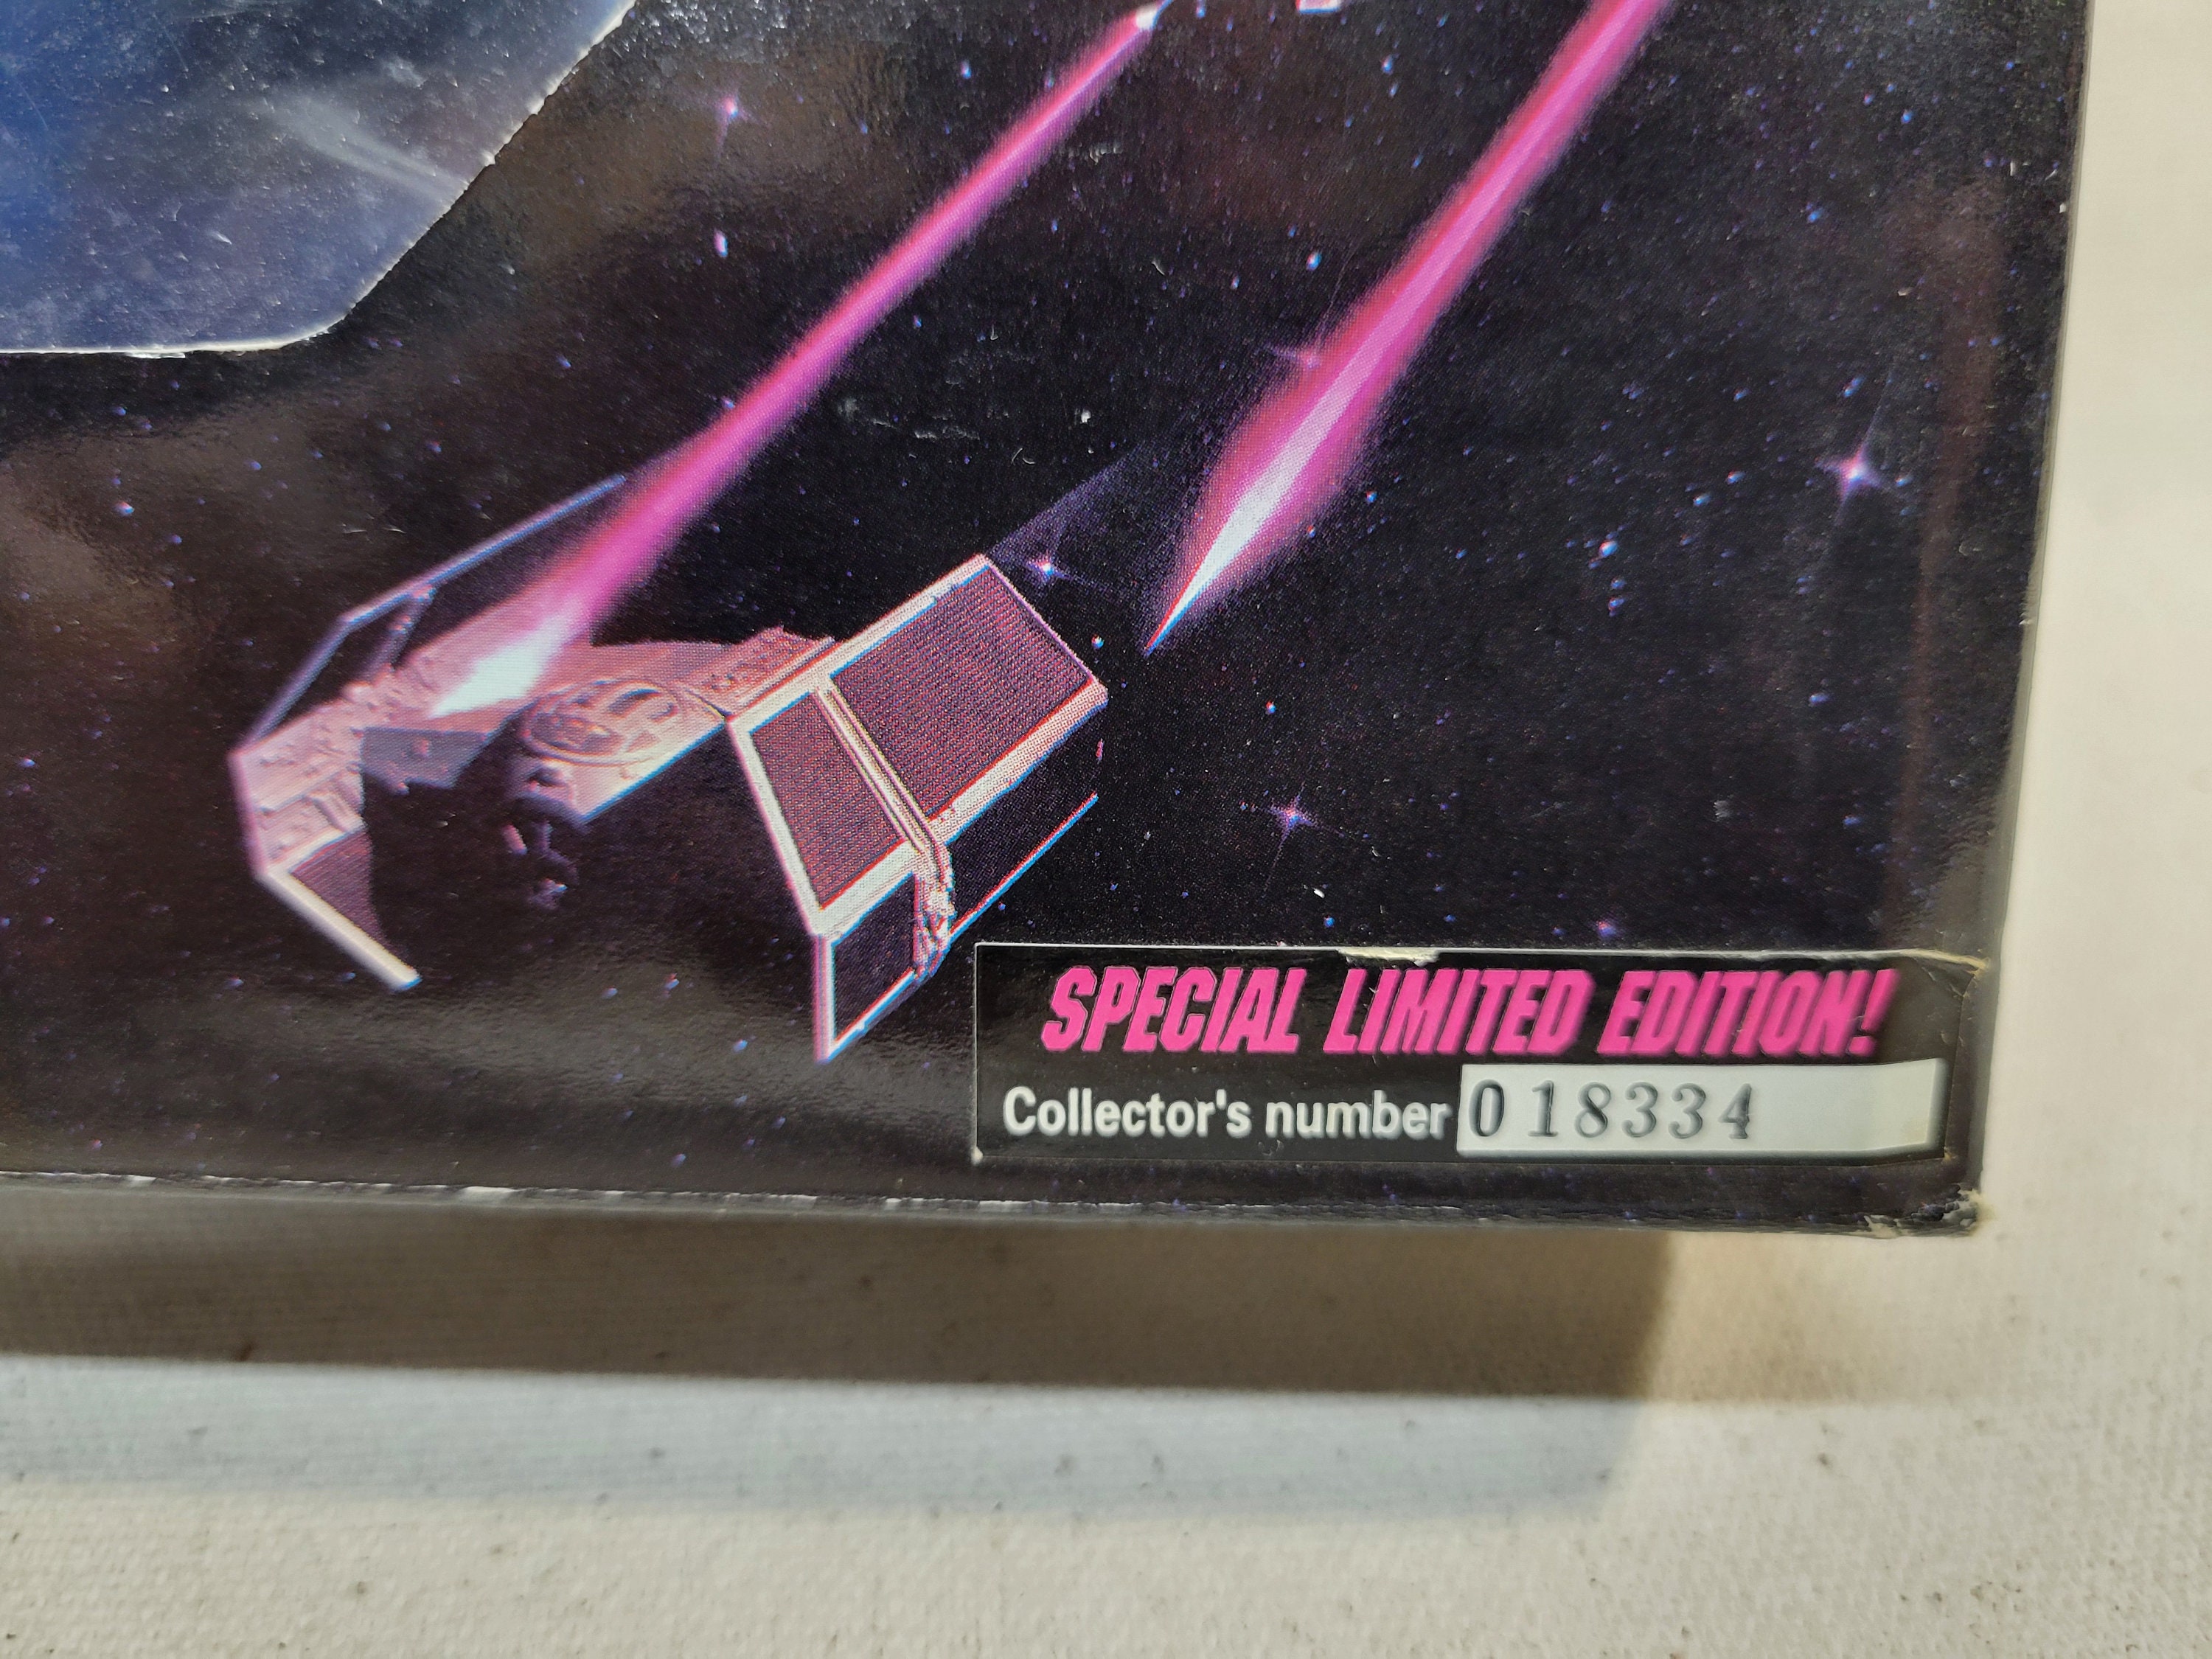 SPECIAL LIMITED EDITION!
Collector's number 018334